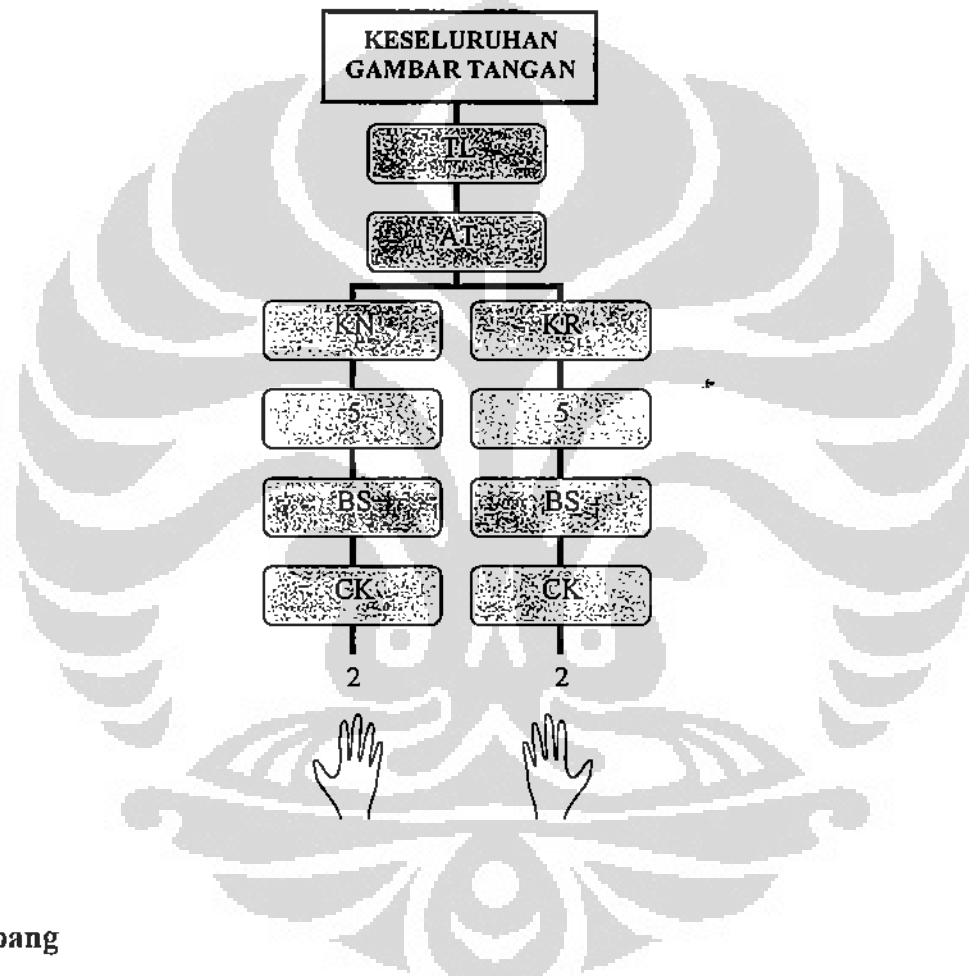 KESELURUHAN
GAMBAR TANGAN
TL
AT
KN KR
5 5
BS BS
CK CK
2 2